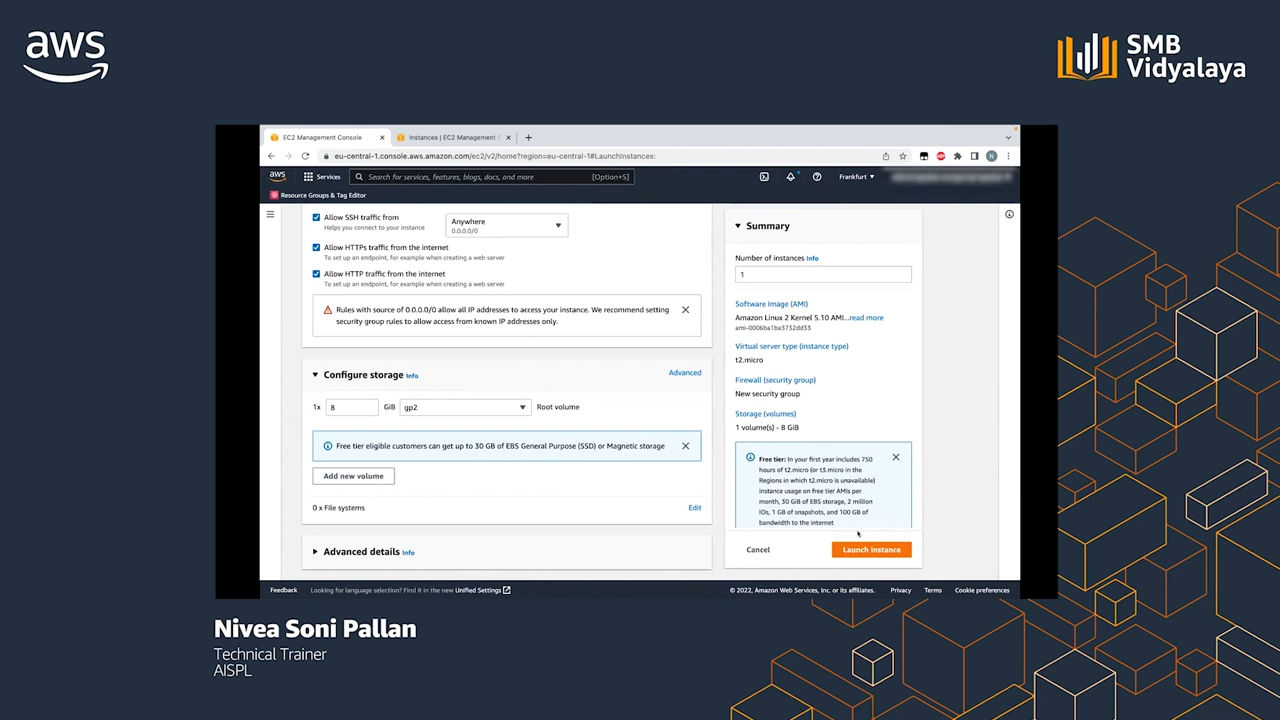 aws
SMB
Vidyalaya
EC2 Management Console
Instances | EC2 Management C
eu-central-1.console.aws.amazon.com/ec2/v2/home?region=eu-central-1#LaunchInstances:
N
aws
Services
Search for services, features, blogs, docs, and more
[Option+S]
Frankfurt
Resource Groups & Tag Editor
Allow SSH traffic from
Helps you connect to your instance
Anywhere
0.0.0.0/0
Allow HTTPs traffic from the internet
To set up an endpoint, for example when creating a web server
Allow HTTP traffic from the internet
To set up an endpoint, for example when creating a web server
Rules with source of 0.0.0.0/0 allow all IP addresses to access your instance. We recommend setting
security group rules to allow access from known IP addresses only.
Configure storage Info
Advanced
1x 8 GiB gp2 Root volume
Free tier eligible customers can get up to 30 GB of EBS General Purpose (SSD) or Magnetic storage
Add new volume
0 x File systems
Edit
Advanced details Info
Summary
Number of instances Info
1
Software Image (AMI)
Amazon Linux 2 Kernel 5.10 AMI...read more
ami-0006ba1ba3732dd33
Virtual server type (instance type)
t2.micro
Firewall (security group)
New security group
Storage (volumes)
1 volume(s) - 8 GiB
Free tier: In your first year includes 750
hours of t2.micro (or t3.micro in the
Regions in which t2.micro is unavailable)
instance usage on free tier AMIs per
month, 30 GiB of EBS storage, 2 million
IOs, 1 GB of snapshots, and 100 GB of
bandwidth to the internet
Cancel
Launch instance
Feedback
Looking for language selection? Find it in the new Unified Settings
© 2022, Amazon Web Services, Inc. or its affiliates.
Privacy
Terms
Cookie preferences
Nivea Soni Pallan
Technical Trainer
AISPL